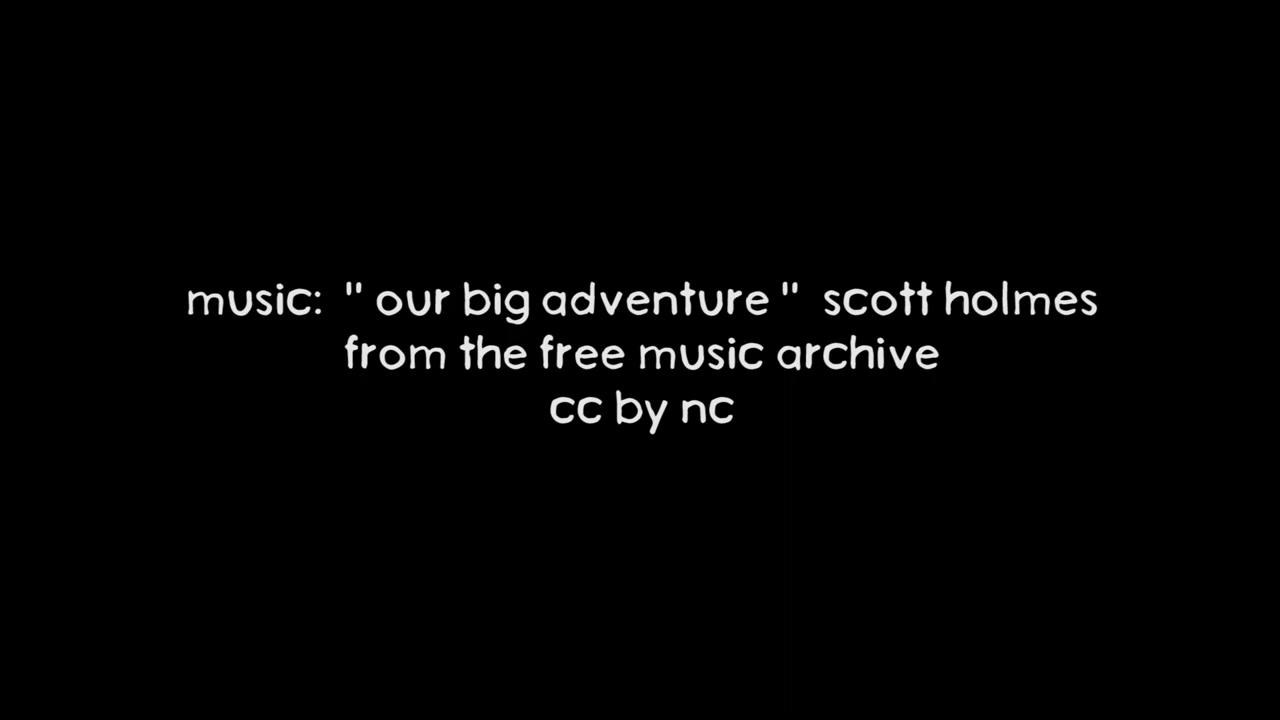 music: " our big adventure " scott holmes
from the free music archive
cc by nc